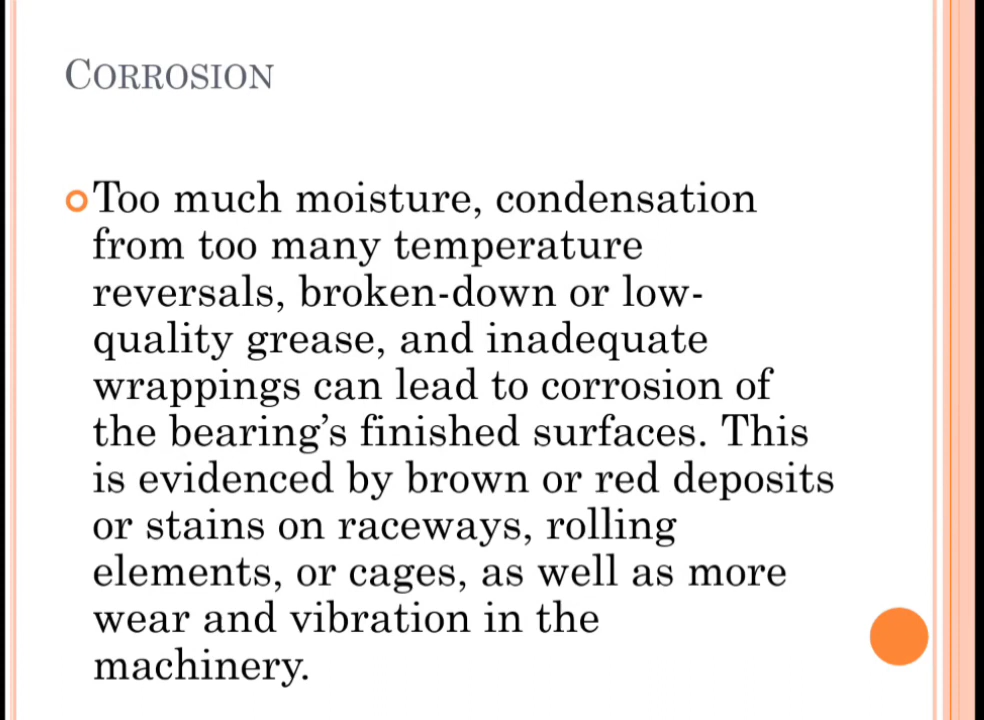 CORROSION
Too much moisture, condensation
from too many temperature
reversals, broken-down or low-
quality grease, and inadequate
wrappings can lead to corrosion of
the bearing’s finished surfaces. This
is evidenced by brown or red deposits
or stains on raceways, rolling
elements, or cages, as well as more
wear and vibration in the
machinery.